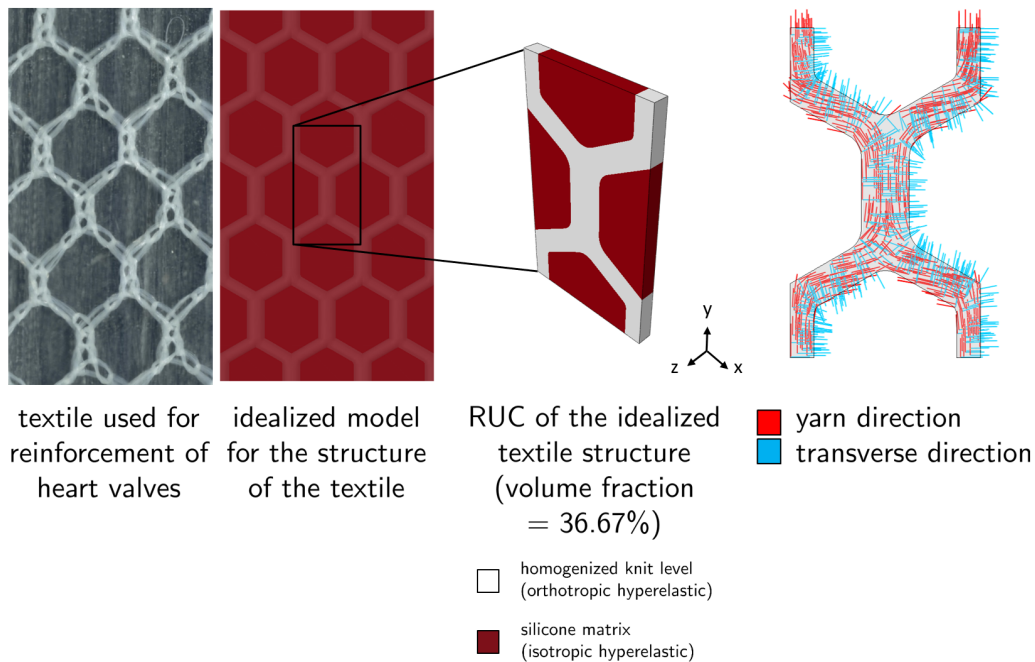 y
z
x
textile used for
reinforcement of
heart valves
idealized model
for the structure
of the textile
RUC of the idealized
textile structure
(volume fraction
= 36.67%)
yarn direction
transverse direction
homogenized knit level
(orthotropic hyperelastic)
silicone matrix
(isotropic hyperelastic)